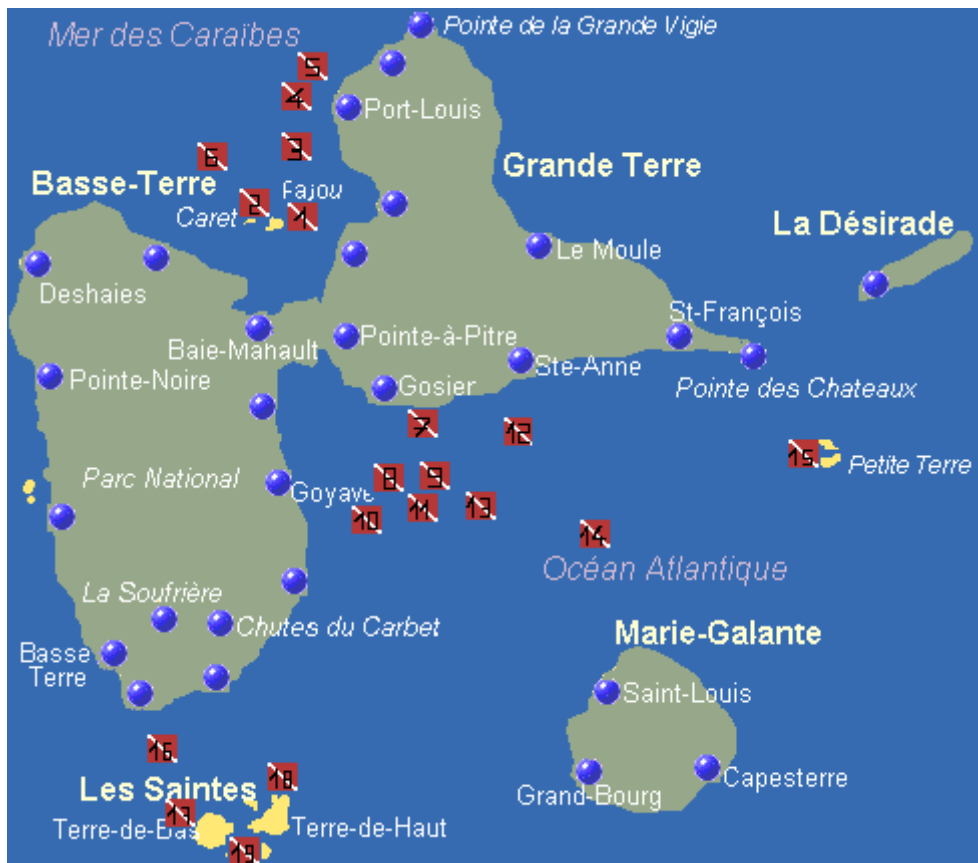 Mer des Caraïbes
Pointe de la Grande Vigie
5
4
Port-Louis
3
6
Basse-Terre
Grande Terre
Fajou
2
1
Caret
La Désirade
Le Moule
Deshaies
St-François
Baie-Mahault
Pointe-à-Pitre
Ste-Anne
Pointe-Noire
Gosier
Pointe des Chateaux
7
12
15
Petite Terre
Parc National
8
9
Goyave
10
11
13
14
Océan Atlantique
La Soufrière
Chutes du Carbet
Marie-Galante
Basse
Terre
Saint-Louis
16
18
Les Saintes
Capesterre
Grand-Bourg
17
Terre-de-Bas
Terre-de-Haut
19